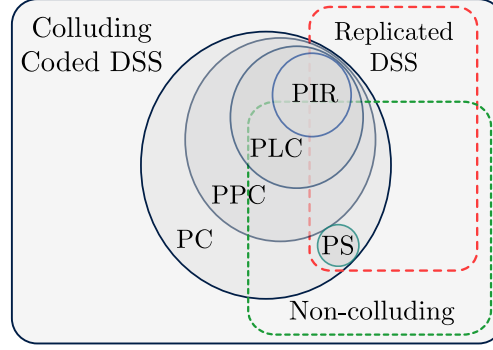 Colluding
Coded DSS
Replicated
DSS
PIR
PLC
PPC
PC
PS
Non-colluding